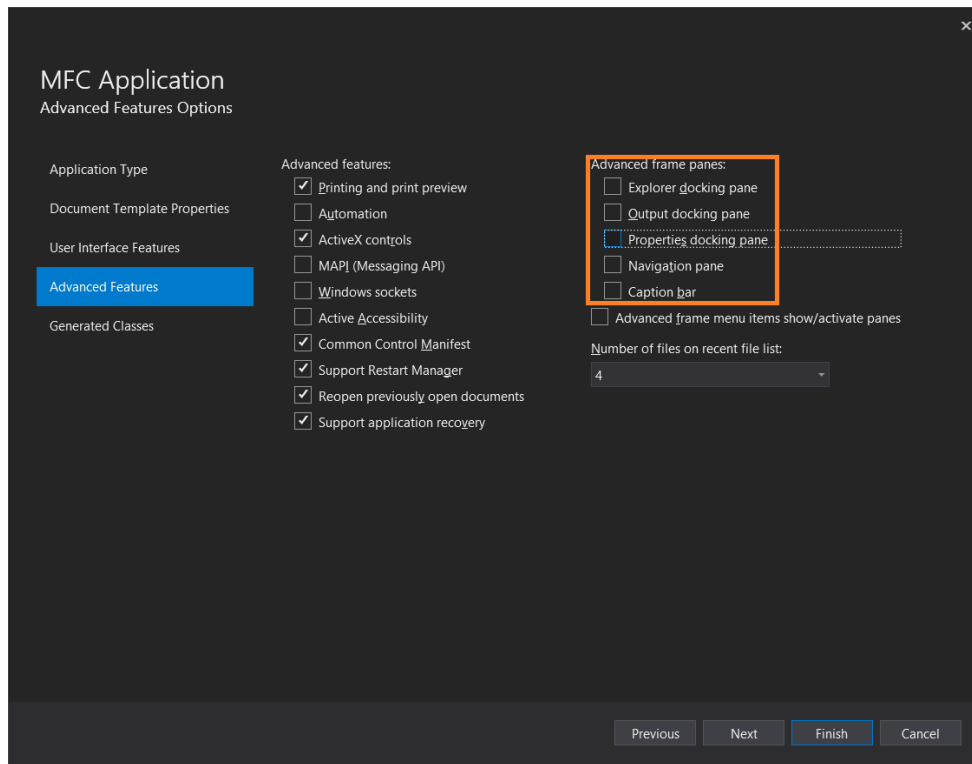 MFC Application
Advanced Features Options
Application Type
Document Template Properties
User Interface Features
Advanced Features
Generated Classes
Advanced features:
Printing and print preview
Automation
ActiveX controls
MAPI (Messaging API)
Windows sockets
Active Accessibility
Common Control Manifest
Support Restart Manager
Reopen previously open documents
Support application recovery
Advanced frame panes:
Explorer docking pane
Output docking pane
Properties docking pane
Navigation pane
Caption bar
Advanced frame menu items show/activate panes
Number of files on recent file list:
4
Previous
Next
Finish
Cancel